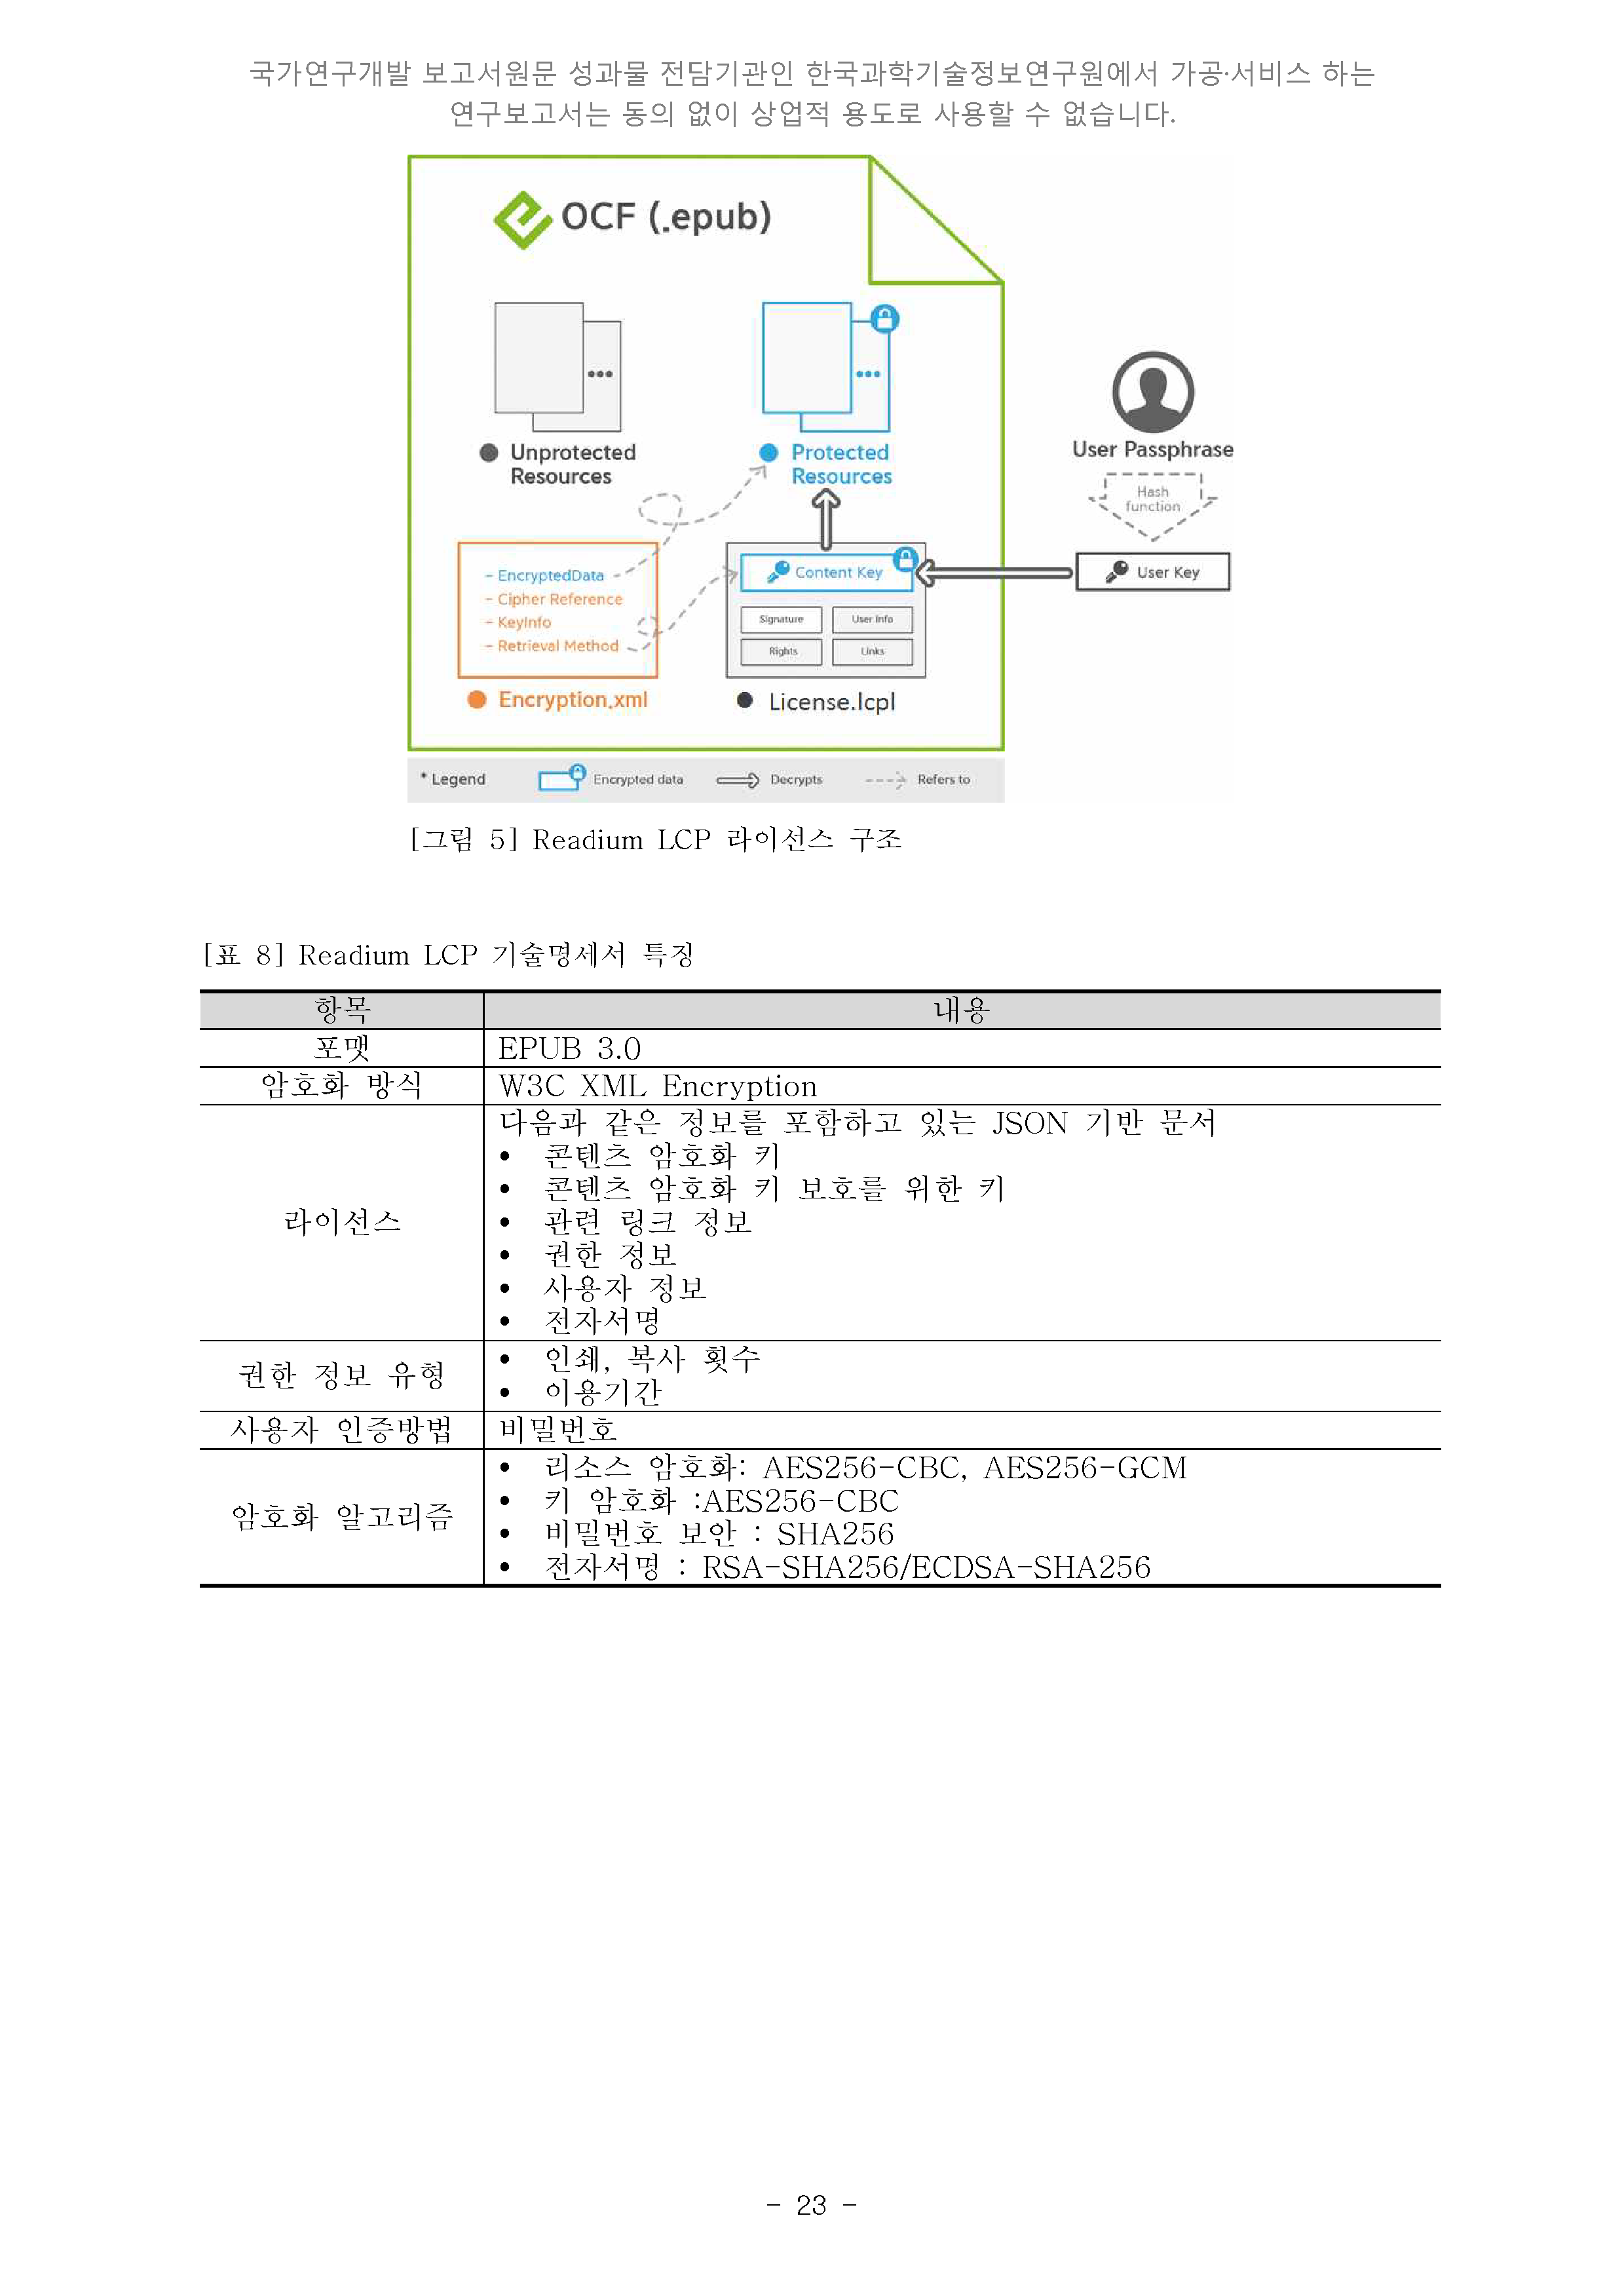 국가연구개발 보고서원문 성과물 전담기관인 한국과학기술정보연구원에서 가공·서비스 하는
연구보고서는 동의 없이 상업적 용도로 사용할 수 없습니다.
OCF (.epub)
Unprotected
Resources
Protected
Resources
User Passphrase
Hash
function
User Key
- EncryptedData
- Cipher Reference
- KeyInfo
- Retrieval Method
Encryption.xml
Content Key
Signature
User Info
Rights
Links
License.lcpl
* Legend
Encrypted data
Decrypts
Refers to
[그림 5] Readium LCP 라이선스 구조
[표 8] Readium LCP 기술명세서 특징
항목 내용
포맷 EPUB 3.0
암호화 방식 W3C XML Encryption
라이선스
다음과 같은 정보를 포함하고 있는 JSON 기반 문서
• 콘텐츠 암호화 키
• 콘텐츠 암호화 키 보호를 위한 키
• 관련 링크 정보
• 권한 정보
• 사용자 정보
• 전자서명
권한 정보 유형
• 인쇄, 복사 횟수
• 이용기간
사용자 인증방법 비밀번호
암호화 알고리즘
• 리소스 암호화: AES256-CBC, AES256-GCM
• 키 암호화 :AES256-CBC
• 비밀번호 보안 : SHA256
• 전자서명 : RSA-SHA256/ECDSA-SHA256
- 23 -